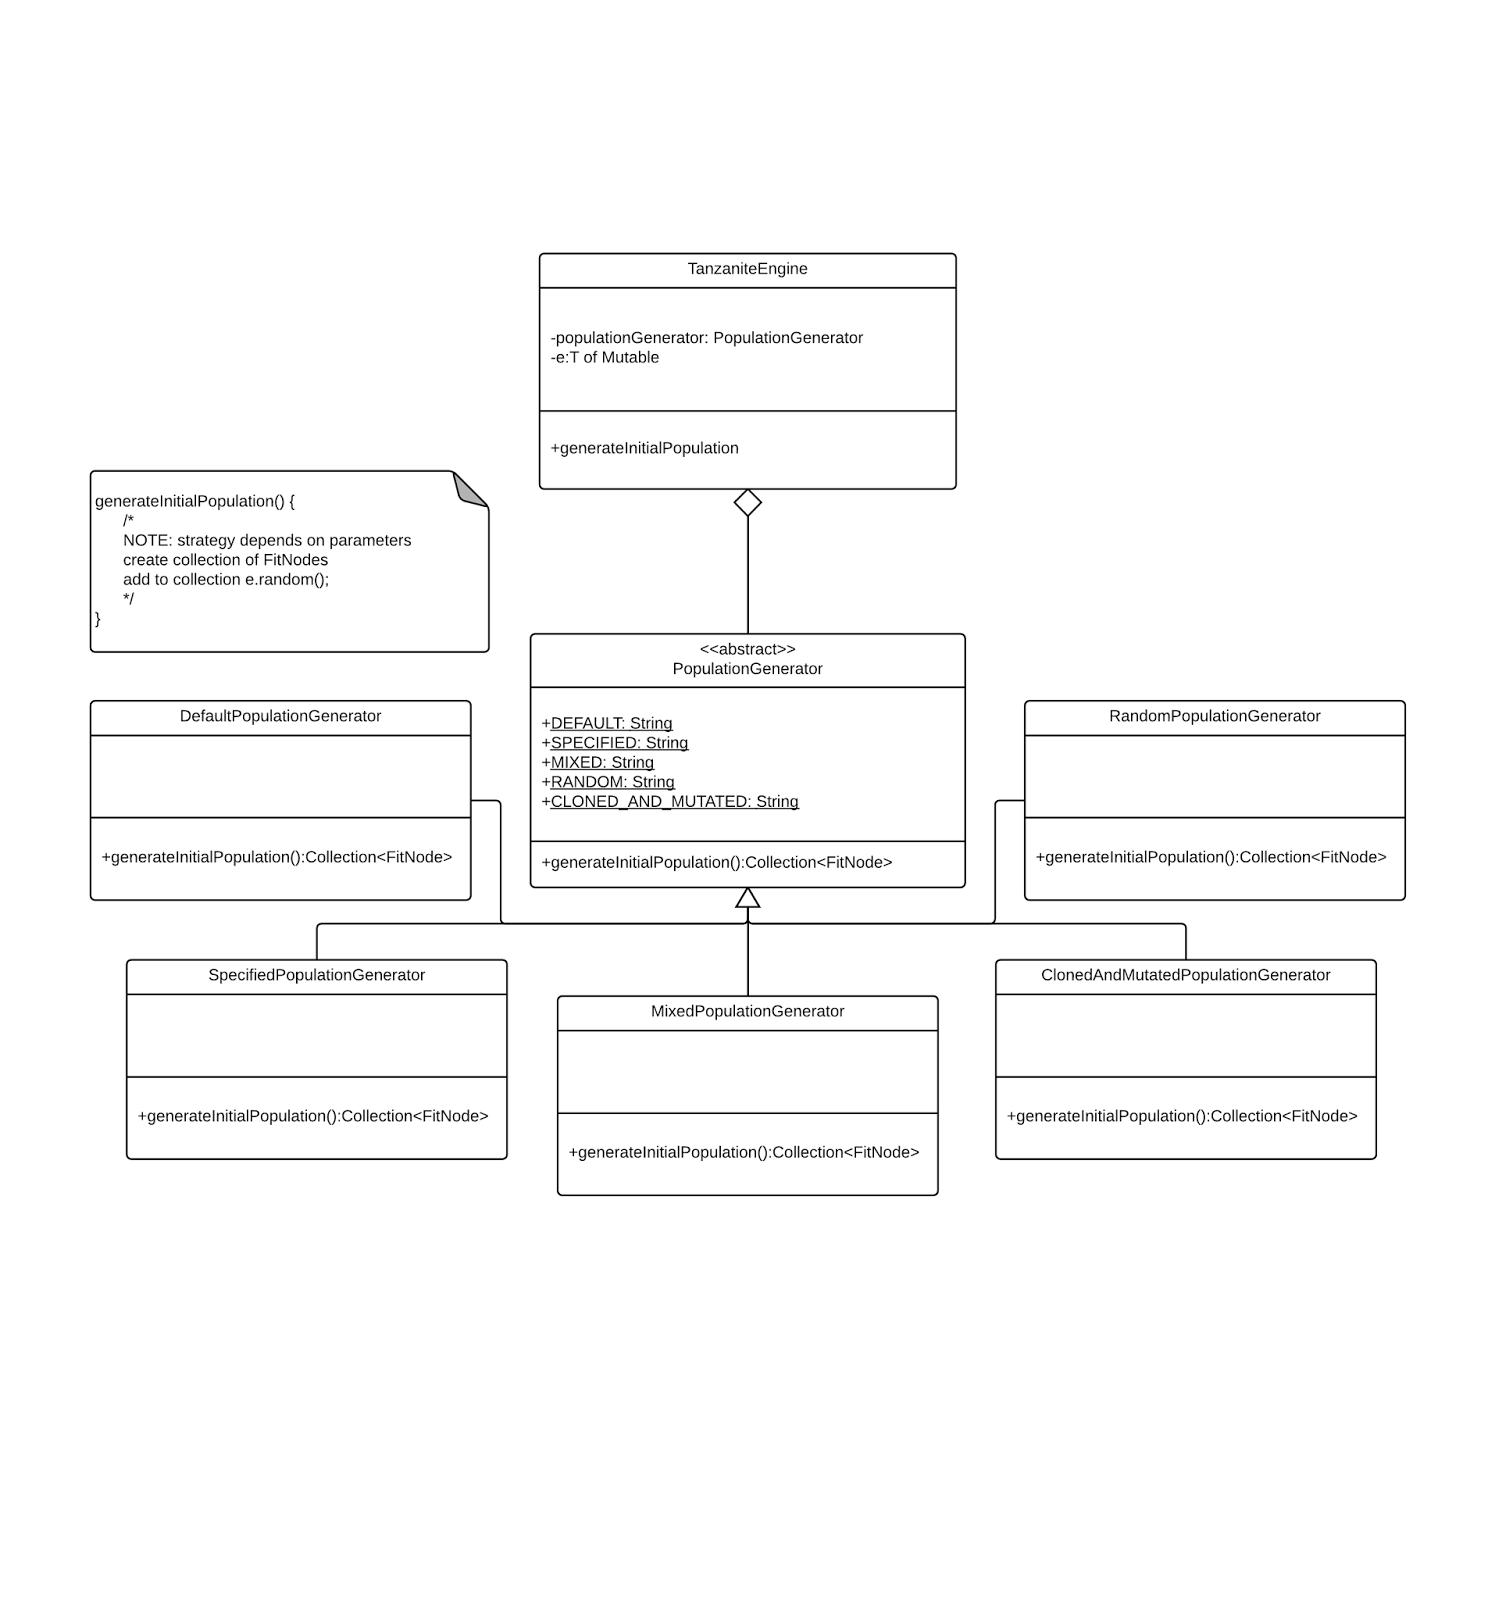 TanzaniteEngine
-populationGenerator: PopulationGenerator
-e:T of Mutable
+generateInitialPopulation
generateInitialPopulation() {
/*
NOTE: strategy depends on parameters
create collection of FitNodes
add to collection e.random();
*/
}
<<abstract>>
PopulationGenerator
+DEFAULT: String
+SPECIFIED: String
+MIXED: String
+RANDOM: String
+CLONED_AND_MUTATED: String
+generateInitialPopulation():Collection<FitNode>
DefaultPopulationGenerator
+generateInitialPopulation():Collection<FitNode>
RandomPopulationGenerator
+generateInitialPopulation():Collection<FitNode>
SpecifiedPopulationGenerator
+generateInitialPopulation():Collection<FitNode>
MixedPopulationGenerator
+generateInitialPopulation():Collection<FitNode>
ClonedAndMutatedPopulationGenerator
+generateInitialPopulation():Collection<FitNode>